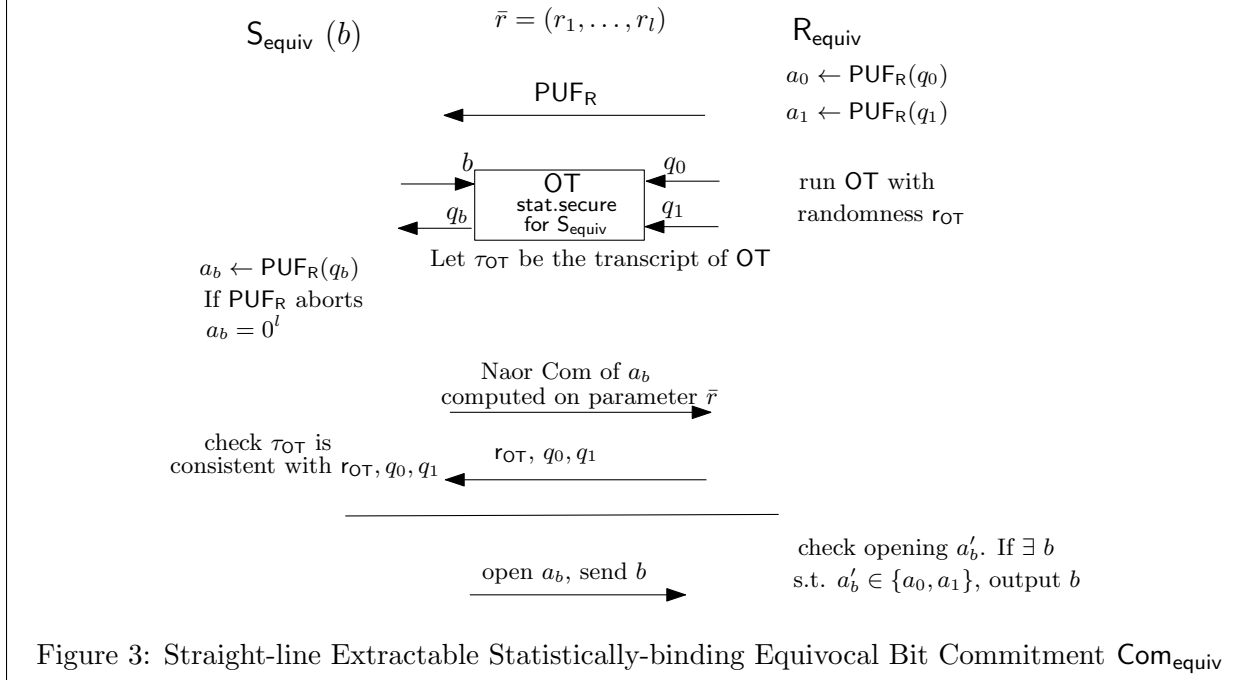 S_equiv (b)
r̄ = (r_1, . . . , r_l)
R_equiv
a_0 ← PUF_R(q_0)
PUF_R
a_1 ← PUF_R(q_1)
b
q_0
OT
stat.secure
for S_equiv
q_b
q_1
run OT with
randomness r_OT
Let τ_OT be the transcript of OT
a_b ← PUF_R(q_b)
If PUF_R aborts
a_b = 0^l
Naor Com of a_b
computed on parameter r̄
check τ_OT is
consistent with r_OT, q_0, q_1
r_OT, q_0, q_1
check opening a′_b. If ∃ b
s.t. a′_b ∈ {a_0, a_1}, output b
open a_b, send b
Figure 3: Straight-line Extractable Statistically-binding Equivocal Bit Commitment Com_equiv